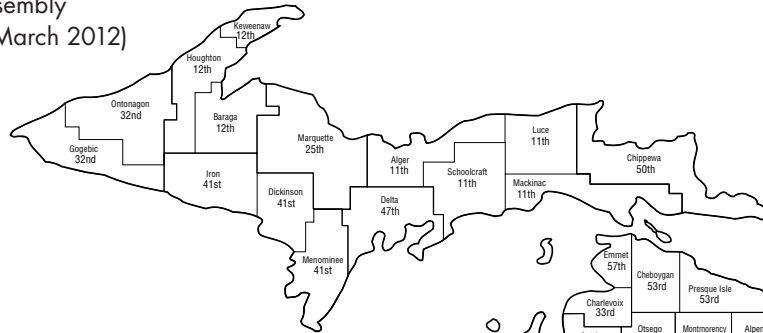 sembly
March 2012)
Keweenaw
12th
Houghton
12th
Ontonagon
32nd
Baraga
12th
Gogebic
32nd
Marquette
25th
Iron
41st
Dickinson
41st
Menominee
41st
Delta
47th
Alger
11th
Schoolcraft
11th
Luce
11th
Mackinac
11th
Chippewa
50th
Emmet
57th
Cheboygan
53rd
Presque Isle
53rd
Charlevoix
33rd
Otsego
Montmorency